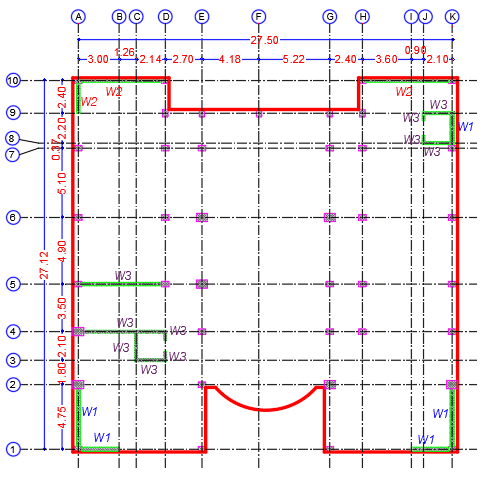 A B C D E F G H I J K
27.50
1.26 0.90
3.00 2.14 2.70 4.18 5.22 2.40 3.60 2.10
10
W2 W2
2.40
W2
W3
9
W3 W1
2.20
8
W3
7
0.37
W3
5.10
6
4.90
27.12
W3
5
3.50
W3 W3
4
2.10
W3 W3
3
W3
1.80
2
4.75
W1 W1
W1 W1
1